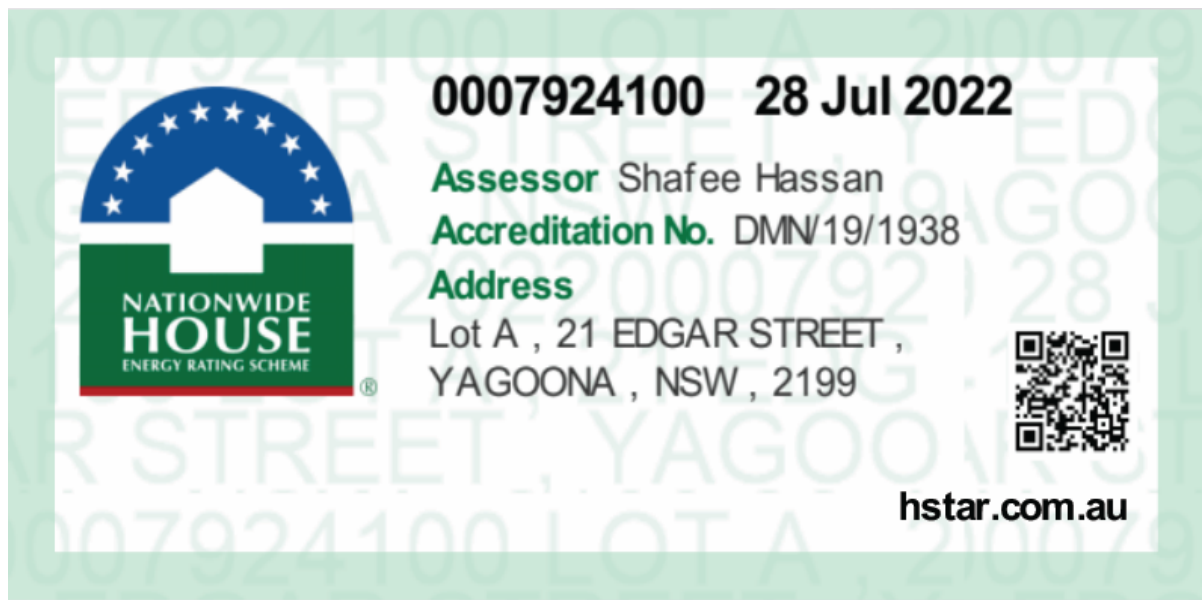 0007924100 28 Jul 2022
Assessor Shafee Hassan
Accreditation No. DMN/19/1938
Address
Lot A , 21 EDGAR STREET ,
YAGOONA , NSW , 2199
NATIONWIDE
HOUSE
ENERGY RATING SCHEME
®
hstar.com.au